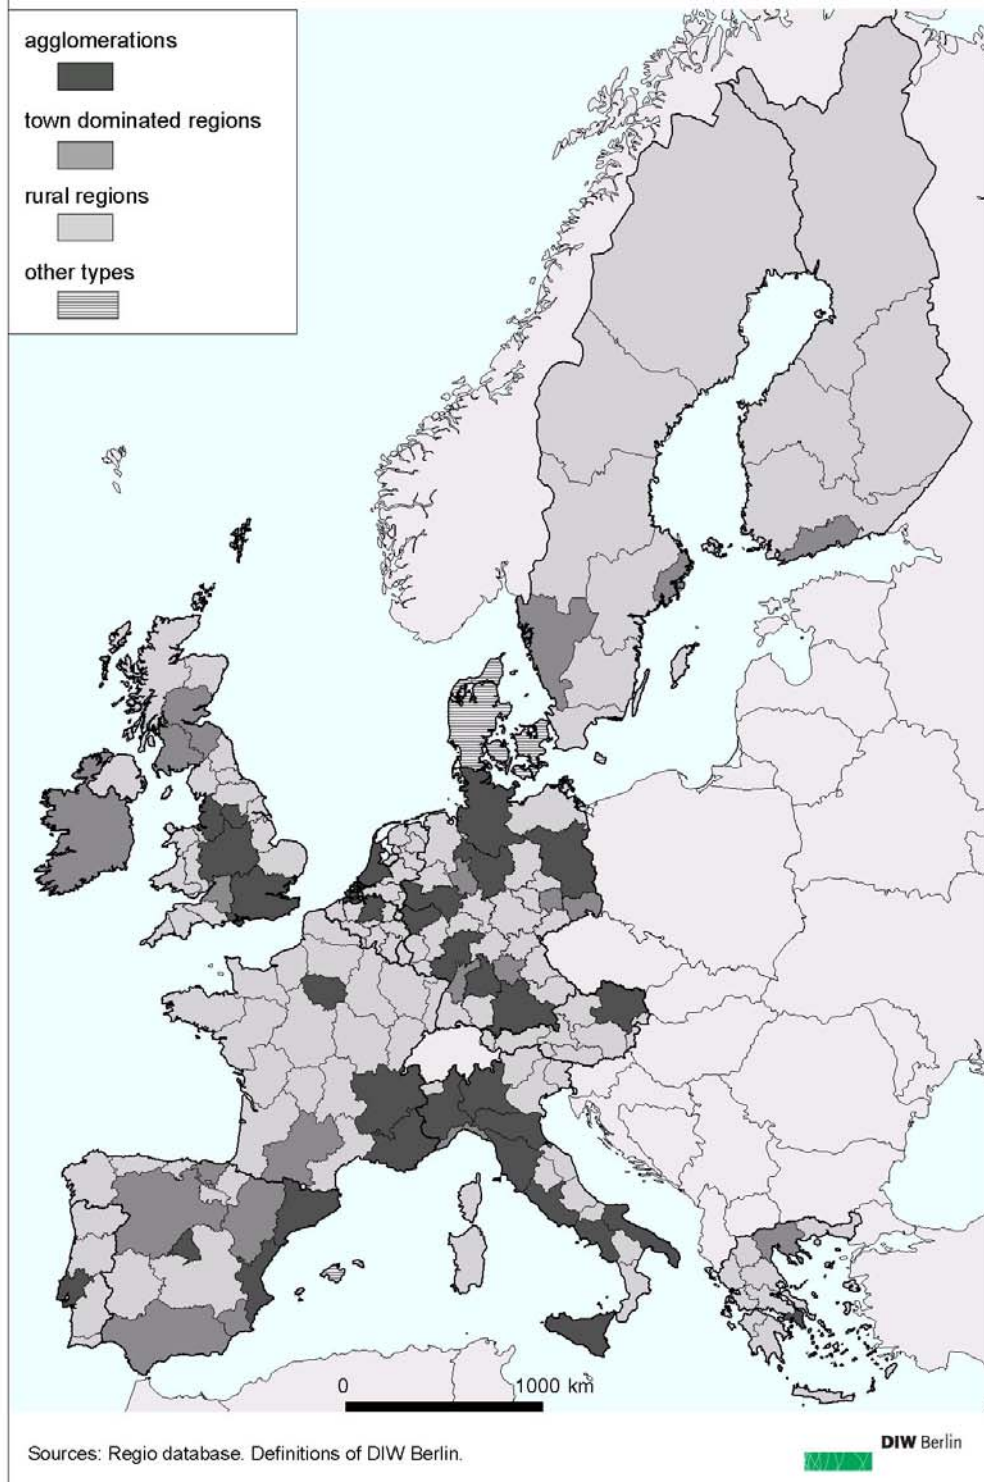 agglomerations
town dominated regions
rural regions
other types
0 1000 km
Sources: Regio database. Definitions of DIW Berlin.
DIW Berlin